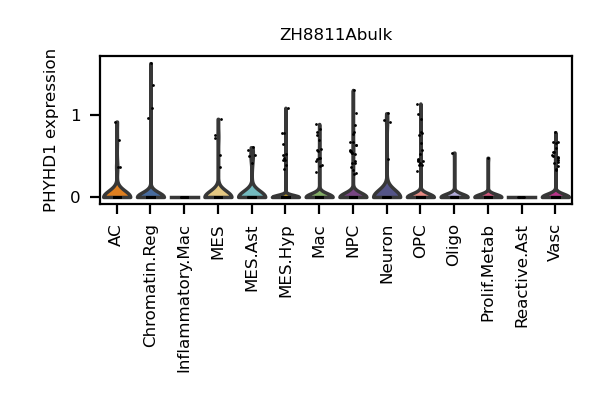 ZH8811Abulk
PHYHD1 expression
1
0
AC
Chromatin.Reg
Inflammatory.Mac
MES
MES.Ast
MES.Hyp
Mac
NPC
Neuron
OPC
Oligo
Prolif.Metab
Reactive.Ast
Vasc